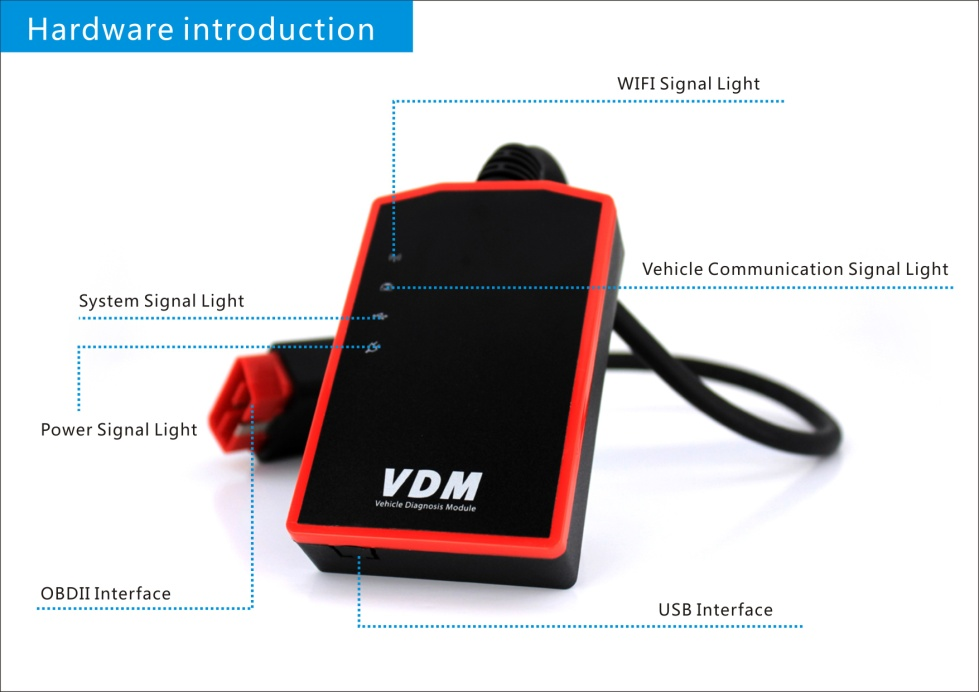 Hardware introduction
WIFI Signal Light
Vehicle Communication Signal Light
System Signal Light
Power Signal Light
VDM
Vehicle Diagnosis Module
OBDII Interface
USB Interface